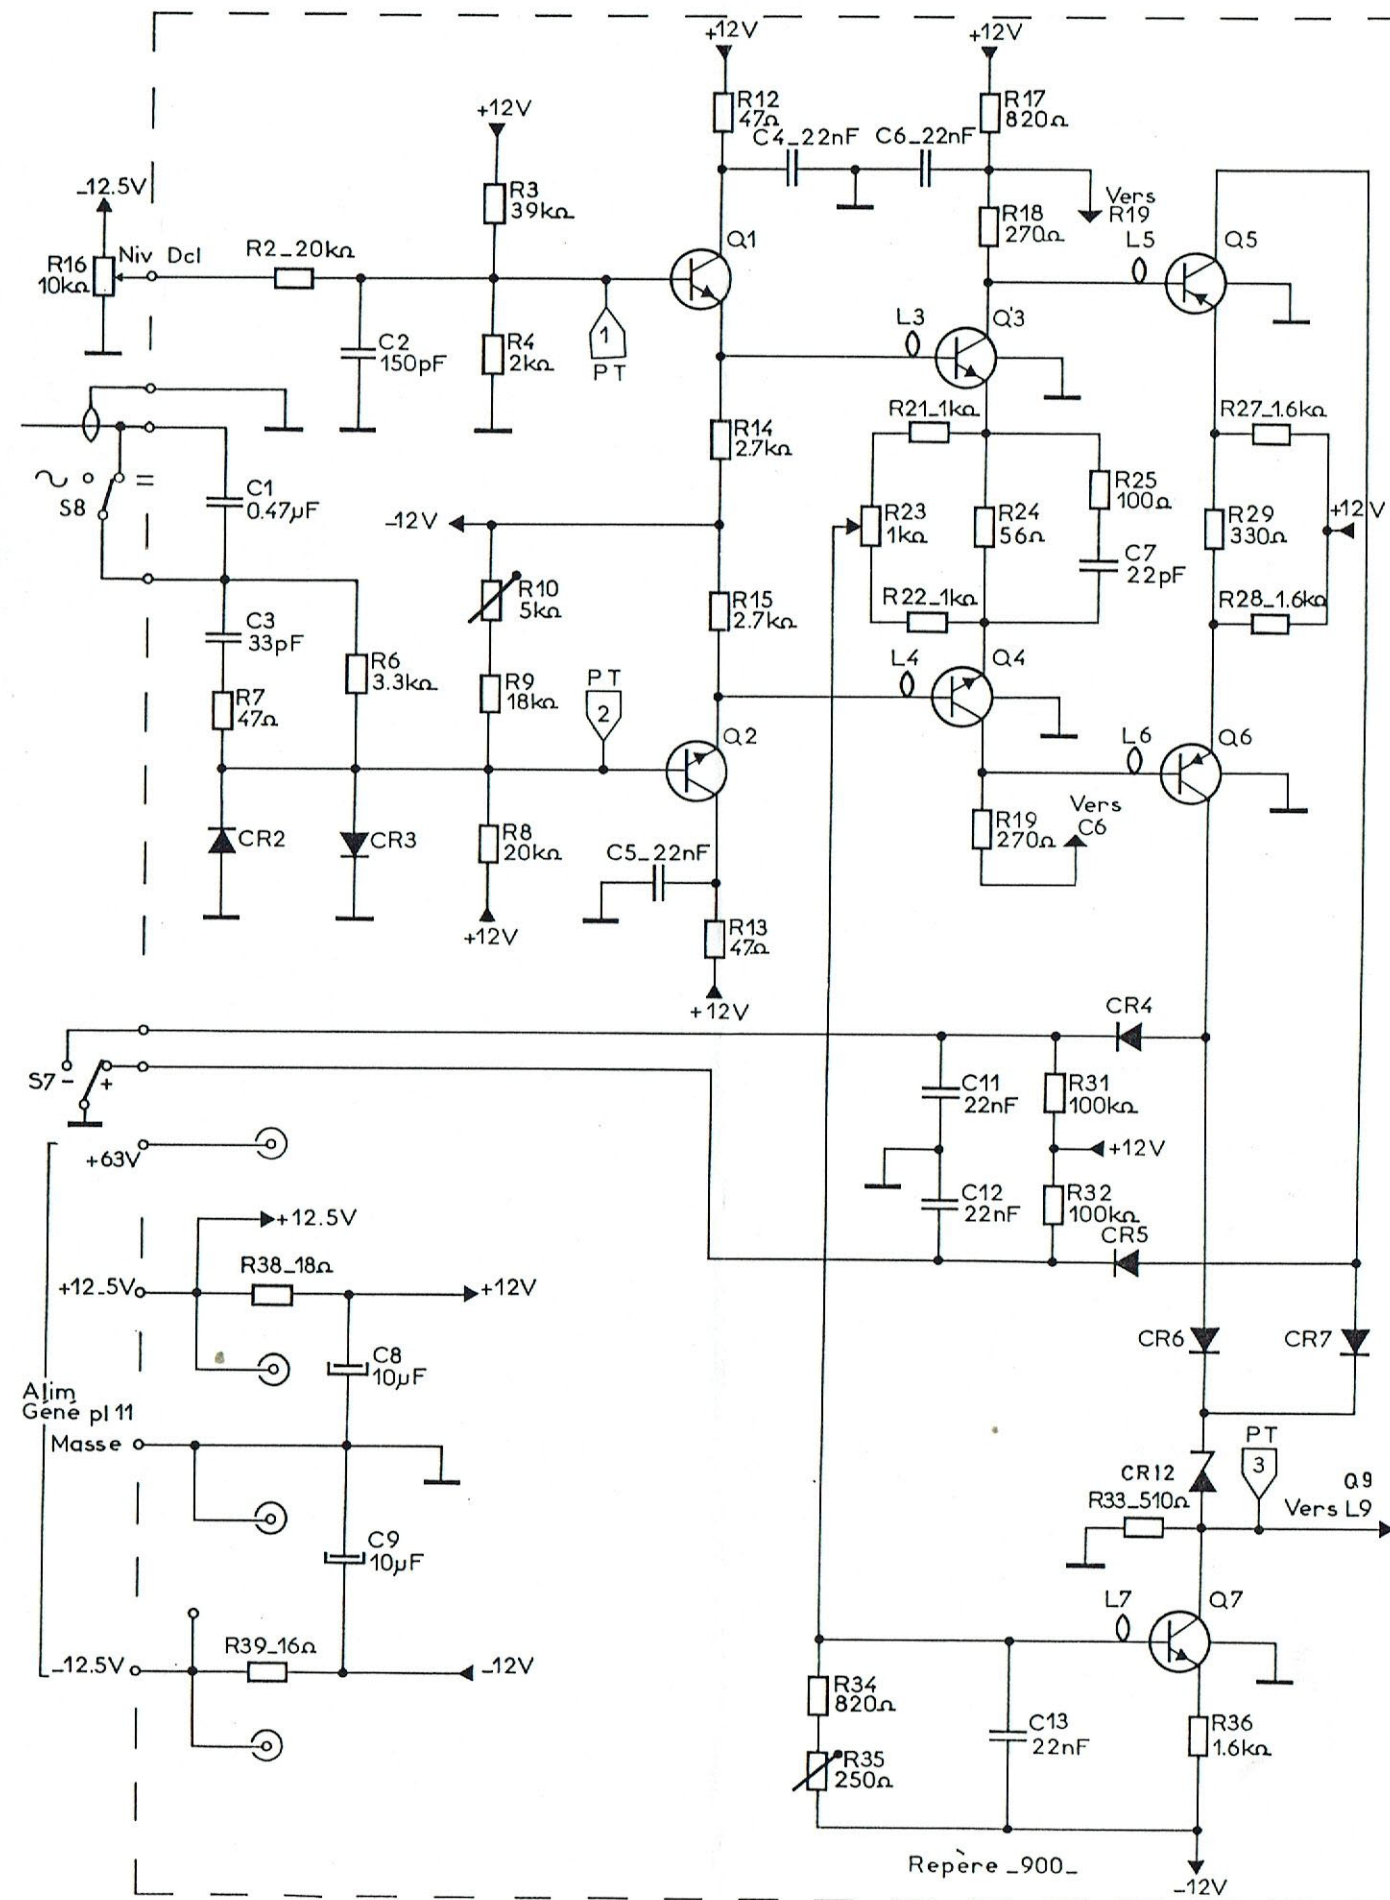 +12V
+12V
R12
47Ω
R17
820Ω
+12V
C4_22nF
C6_22nF
-12.5V
R3
39kΩ
Vers
R19
R18
270Ω
Niv Dcl
R2_20kΩ
Q1
L5
Q5
R16
10kΩ
L3
Q3
C2
150pF
R4
2kΩ
1
PT
R21_1kΩ
R27_1.6kΩ
R14
2.7kΩ
S8
∼
=
C1
0.47µF
R25
100Ω
-12V
R23
1kΩ
R24
56Ω
R29
330Ω
+12V
C7
22pF
R10
5kΩ
R15
2.7kΩ
R22_1kΩ
R28_1.6kΩ
C3
33pF
R6
3.3kΩ
L4
Q4
R7
47Ω
R9
18kΩ
PT
2
Q2
L6
Q6
Vers
C6
CR2
CR3
R8
20kΩ
R19
270Ω
C5_22nF
+12V
R13
47Ω
+12V
CR4
S7
-
+
C11
22nF
R31
100kΩ
+63V
+12V
C12
22nF
R32
100kΩ
+12.5V
CR5
R38_18Ω
+12_5V
+12V
CR6
CR7
C8
10µF
Alim
Géné pl 11
Masse
PT
3
CR12
R33_510Ω
Q9
Vers L9
C9
10µF
L7
Q7
R39_16Ω
-12.5V
-12V
R34
820Ω
C13
22nF
R36
1.6kΩ
R35
250Ω
Repère _900_
-12V